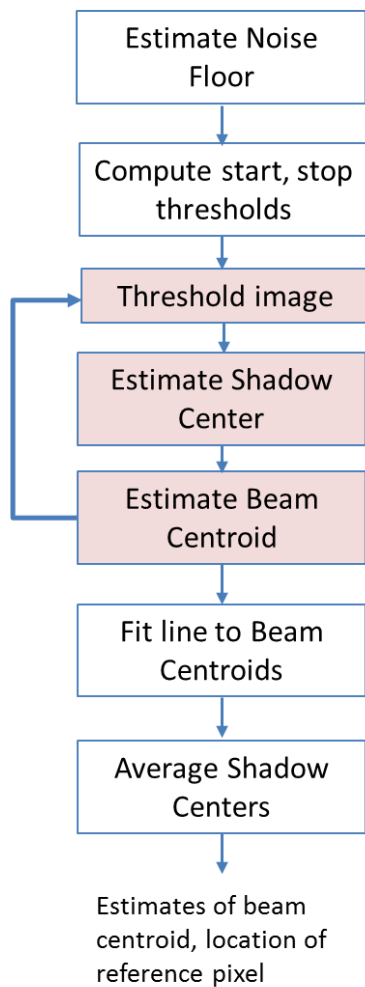 Estimate Noise
Floor
Compute start, stop
thresholds
Threshold image
Estimate Shadow
Center
Estimate Beam
Centroid
Fit line to Beam
Centroids
Average Shadow
Centers
Estimates of beam
centroid, location of
reference pixel